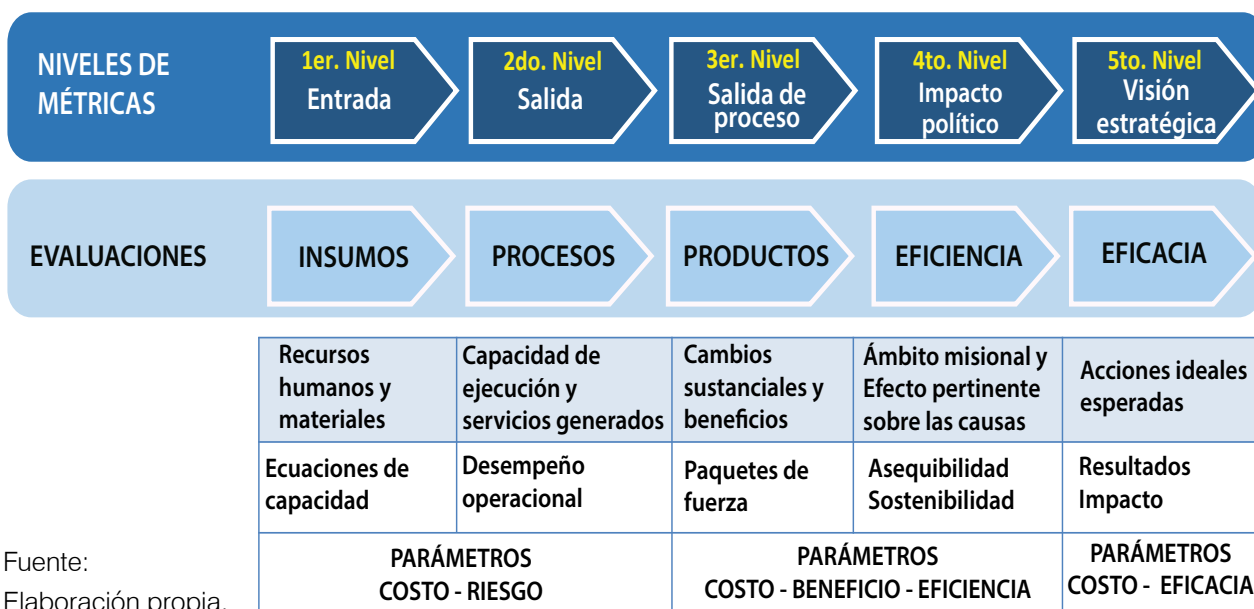 NIVELES DE
MÉTRICAS
1er. Nivel
Entrada
2do. Nivel
Salida
3er. Nivel
Salida de
proceso
4to. Nivel
Impacto
político
5to. Nivel
Visión
estratégica
EVALUACIONES
INSUMOS
PROCESOS
PRODUCTOS
EFICIENCIA
EFICACIA
Recursos
humanos y
materiales
Capacidad de
ejecución y
servicios generados
Cambios
sustanciales y
beneficios
Ámbito misional y
Efecto pertinente
sobre las causas
Acciones ideales
esperadas
Ecuaciones de
capacidad
Desempeño
operacional
Paquetes de
fuerza
Asequibilidad
Sostenibilidad
Resultados
Impacto
PARÁMETROS
COSTO - RIESGO
PARÁMETROS
COSTO - BENEFICIO - EFICIENCIA
PARÁMETROS
COSTO - EFICACIA
Fuente:
Elaboración propia.